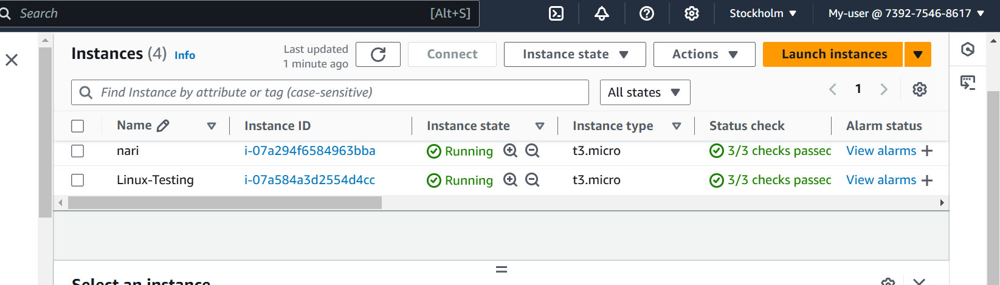 Search [Alt+S] Stockholm ▼ My-user @ 7392-7546-8617 ▼
Instances (4) Info
Last updated
1 minute ago
Connect Instance state ▼ Actions ▼ Launch instances ▼
Find Instance by attribute or tag (case-sensitive) All states ▼ 1
Name Instance ID Instance state Instance type Status check Alarm status
nari i-07a294f6584963bba Running t3.micro 3/3 checks passed View alarms +
Linux-Testing i-07a584a3d2554d4cc Running t3.micro 3/3 checks passed View alarms +
Select an instance